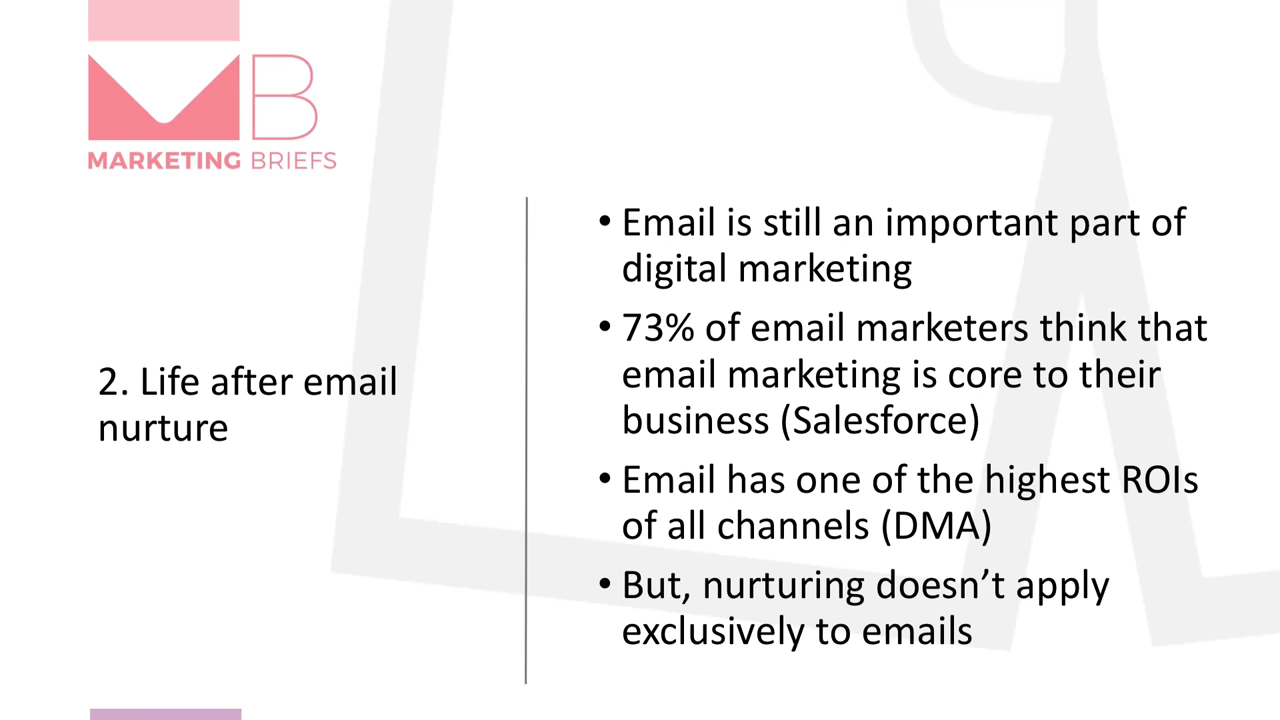 MARKETING BRIEFS
2. Life after email
nurture
• Email is still an important part of
digital marketing
• 73% of email marketers think that
email marketing is core to their
business (Salesforce)
• Email has one of the highest ROIs
of all channels (DMA)
• But, nurturing doesn’t apply
exclusively to emails